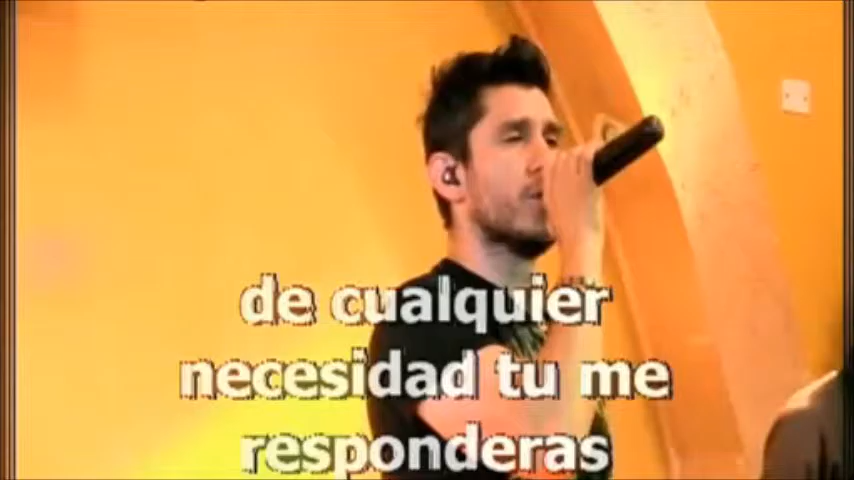 de cualquier
necesidad tu me
responderas